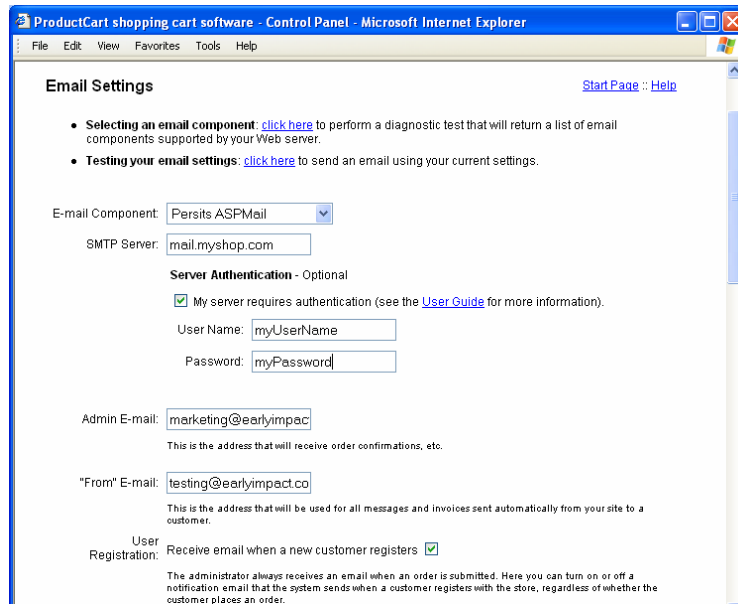 ProductCart shopping cart software - Control Panel - Microsoft Internet Explorer
File Edit View Favorites Tools Help
Email Settings
Start Page :: Help
• Selecting an email component: click here to perform a diagnostic test that will return a list of email
components supported by your Web server.
• Testing your email settings: click here to send an email using your current settings.
E-mail Component: Persits ASPMail
SMTP Server: mail.myshop.com
Server Authentication - Optional
My server requires authentication (see the User Guide for more information).
User Name: myUserName
Password: myPassword
Admin E-mail: marketing@earlyimpac
This is the address that will receive order confirmations, etc.
"From" E-mail: testing@earlyimpact.co
This is the address that will be used for all messages and invoices sent automatically from your site to a
customer.
User
Registration: Receive email when a new customer registers
The administrator always receives an email when an order is submitted. Here you can turn on or off a
notification email that the system sends when a customer registers with the store, regardless of whether the
customer places an order.